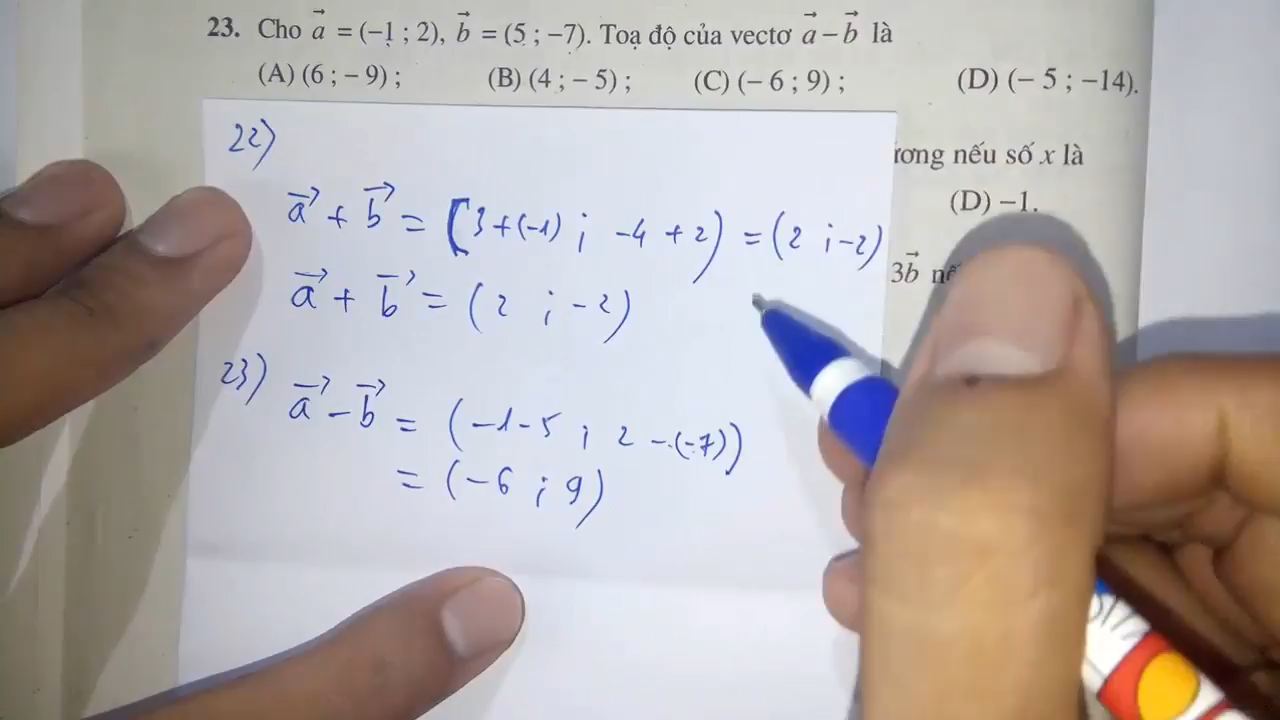 23. Cho a⃗ = (−1 ; 2), b⃗ = (5 ; −7). Toạ độ của vectơ a⃗ − b⃗ là
(A) (6 ; − 9) ; (B) (4 ; − 5) ; (C) (− 6 ; 9) ; (D) (− 5 ; −14).
ương nếu số x là
(D) −1.
3b⃗
22)
a⃗ + b⃗ = (3+(-1) ; -4 +2) = (2 ; -2)
a⃗ + b⃗ = (2 ; -2)
23) a⃗ - b⃗ = (-1-5 ; 2 -(-7))
= (-6 ; 9)